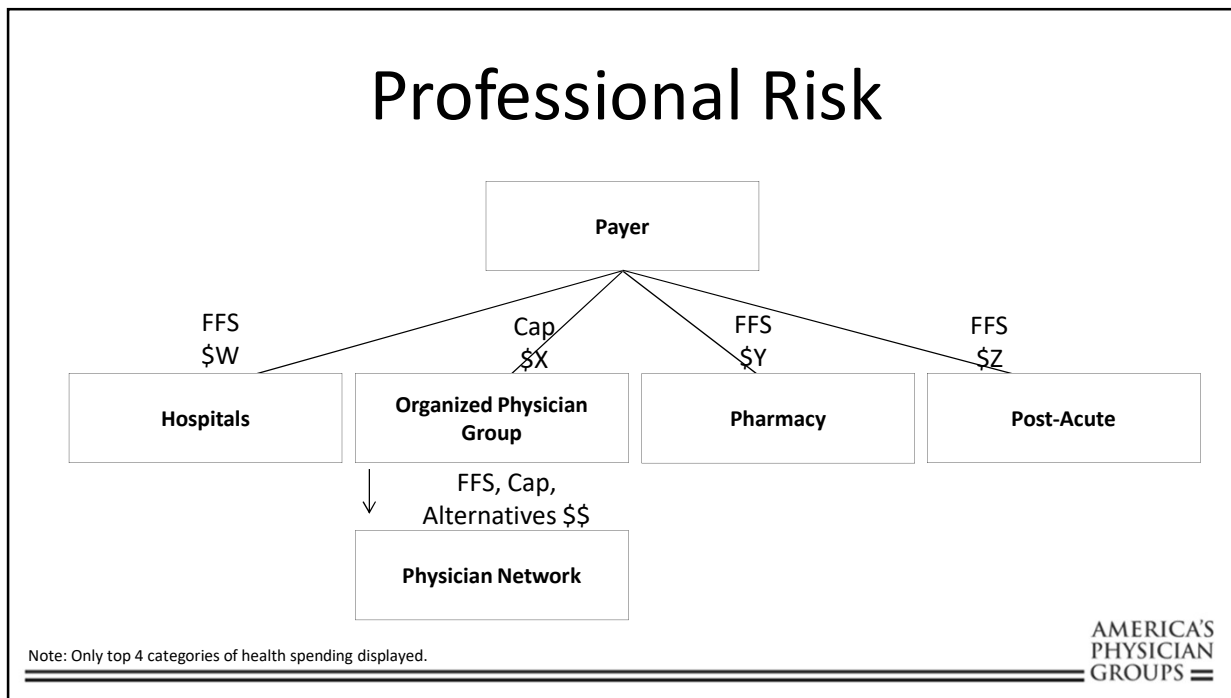 Professional Risk
Payer
FFS
$W
Cap
$X
FFS
$Y
FFS
$Z
Hospitals
Organized Physician
Group
Pharmacy
Post-Acute
FFS, Cap,
Alternatives $$
Physician Network
Note: Only top 4 categories of health spending displayed.
AMERICA'S
PHYSICIAN
GROUPS